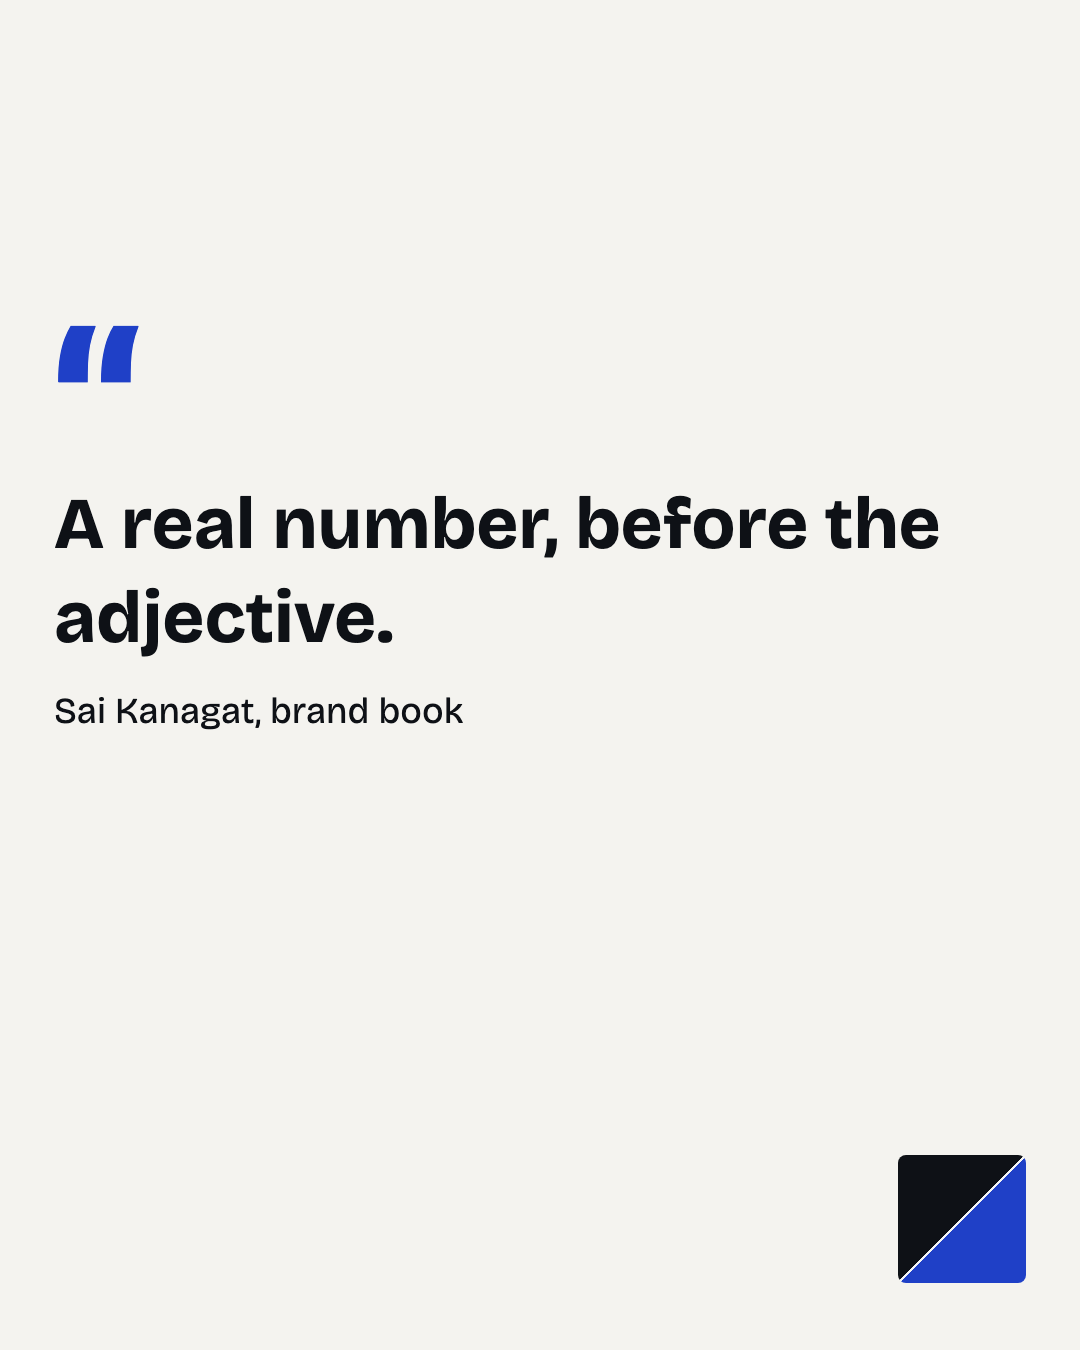 “
A real number, before the
adjective.
Sai Kanagat, brand book